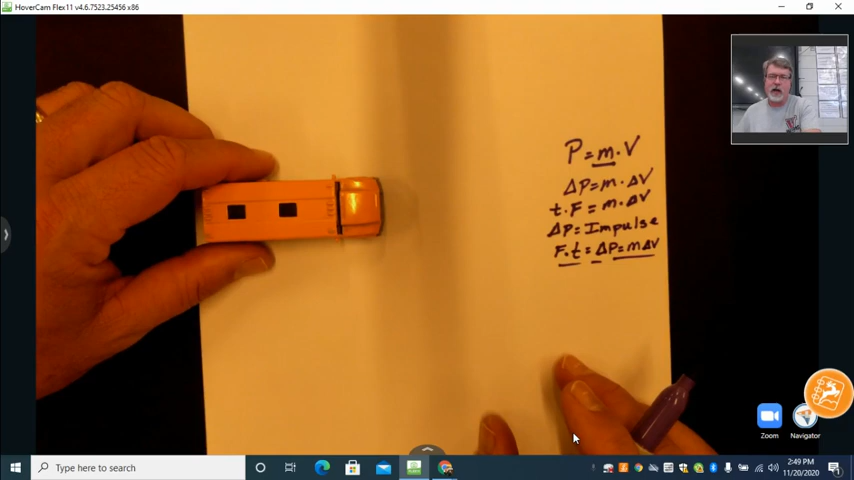 HoverCam Flex11 v4.6.7523.25456 x86
P = m · V
ΔP = m · ΔV
t · F = m · ΔV
ΔP = Impulse
F · t = ΔP = m ΔV
Zoom
Navigator
Type here to search
2:49 PM
11/20/2020